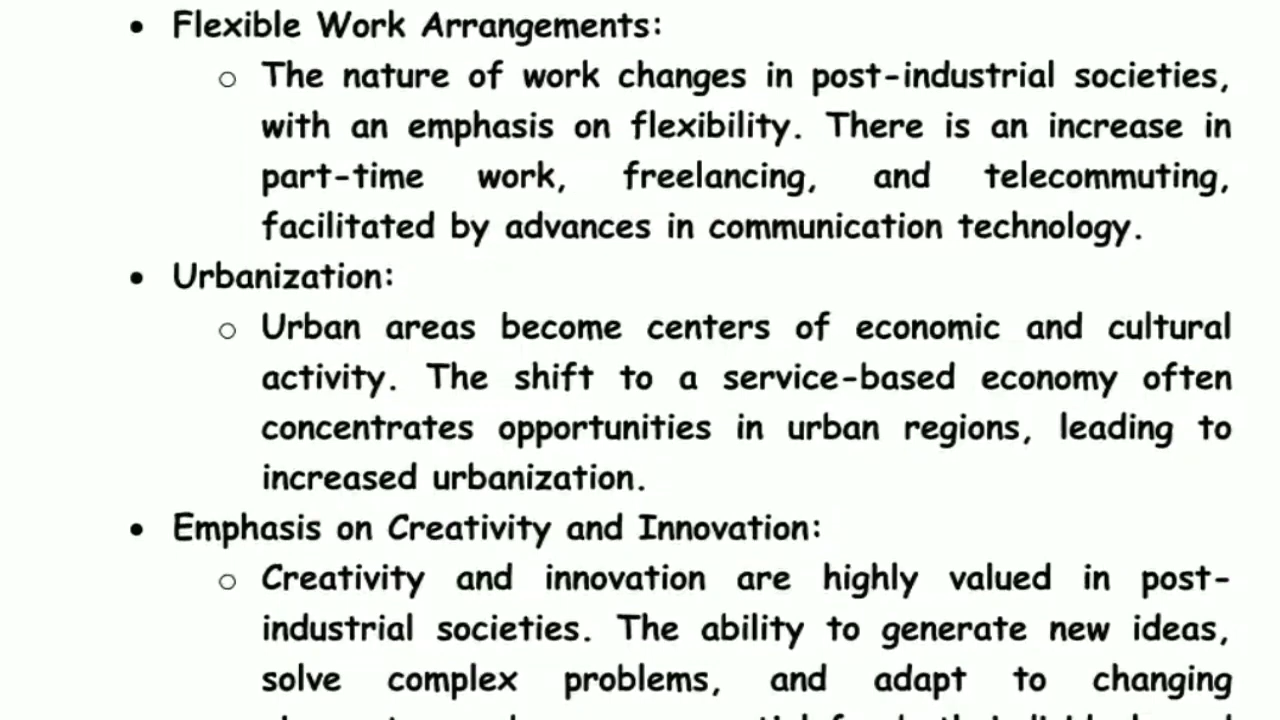 • Flexible Work Arrangements:
○ The nature of work changes in post-industrial societies,
with an emphasis on flexibility. There is an increase in
part-time work, freelancing, and telecommuting,
facilitated by advances in communication technology.
• Urbanization:
○ Urban areas become centers of economic and cultural
activity. The shift to a service-based economy often
concentrates opportunities in urban regions, leading to
increased urbanization.
• Emphasis on Creativity and Innovation:
○ Creativity and innovation are highly valued in post-
industrial societies. The ability to generate new ideas,
solve complex problems, and adapt to changing